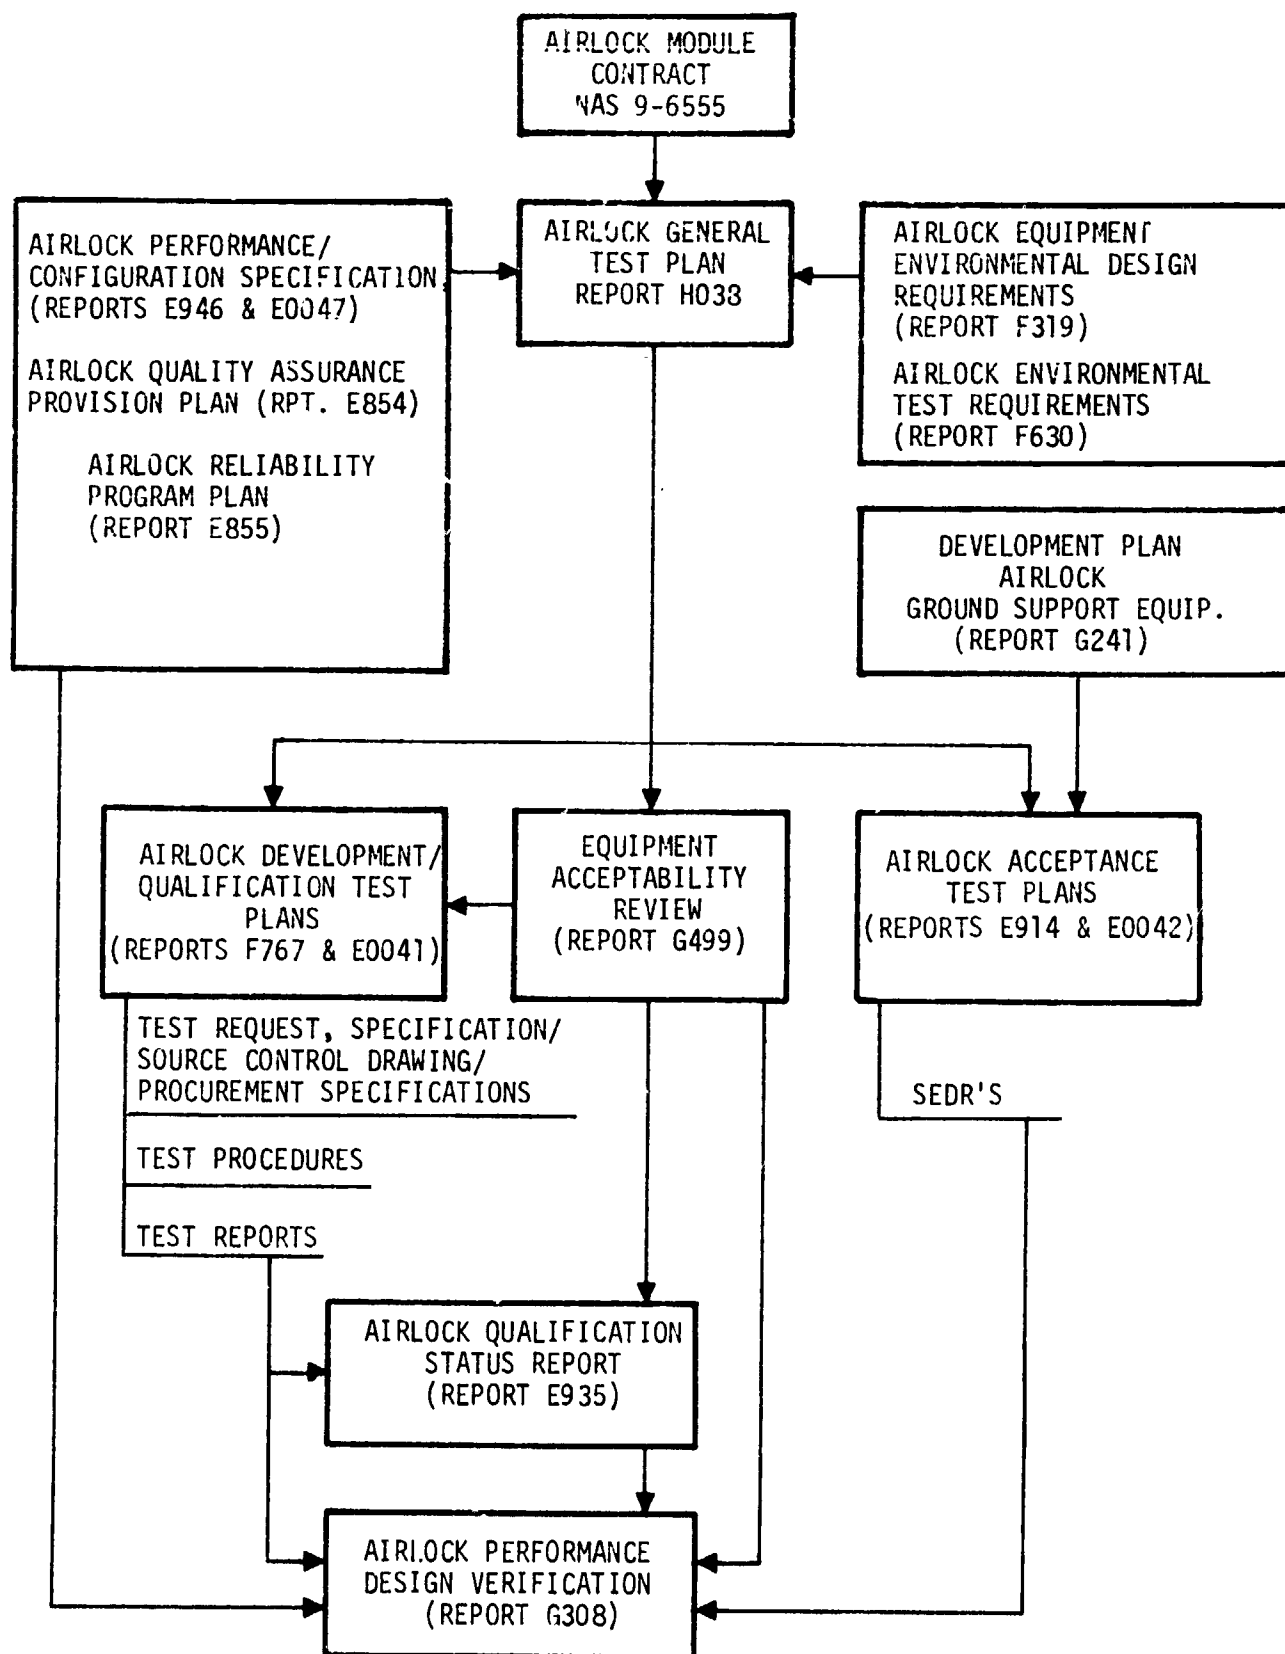 AIRLOCK MODULE
CONTRACT
NAS 9-6555
AIRLOCK PERFORMANCE/
CONFIGURATION SPECIFICATION
(REPORTS E946 & E0047)
AIRLOCK QUALITY ASSURANCE
PROVISION PLAN (RPT. E854)
AIRLOCK RELIABILITY
PROGRAM PLAN
(REPORT E855)
AIRLOCK GENERAL
TEST PLAN
REPORT H033
AIRLOCK EQUIPMENT
ENVIRONMENTAL DESIGN
REQUIREMENTS
(REPORT F319)
AIRLOCK ENVIRONMENTAL
TEST REQUIREMENTS
(REPORT F630)
DEVELOPMENT PLAN
AIRLOCK
GROUND SUPPORT EQUIP.
(REPORT G241)
AIRLOCK DEVELOPMENT/
QUALIFICATION TEST
PLANS
(REPORTS F767 & E0041)
EQUIPMENT
ACCEPTABILITY
REVIEW
(REPORT G499)
AIRLOCK ACCEPTANCE
TEST PLANS
(REPORTS E914 & E0042)
TEST REQUEST, SPECIFICATION/
SOURCE CONTROL DRAWING/
PROCUREMENT SPECIFICATIONS
SEDR'S
TEST PROCEDURES
TEST REPORTS
AIRLOCK QUALIFICATION
STATUS REPORT
(REPORT E935)
AIRLOCK PERFORMANCE
DESIGN VERIFICATION
(REPORT G308)